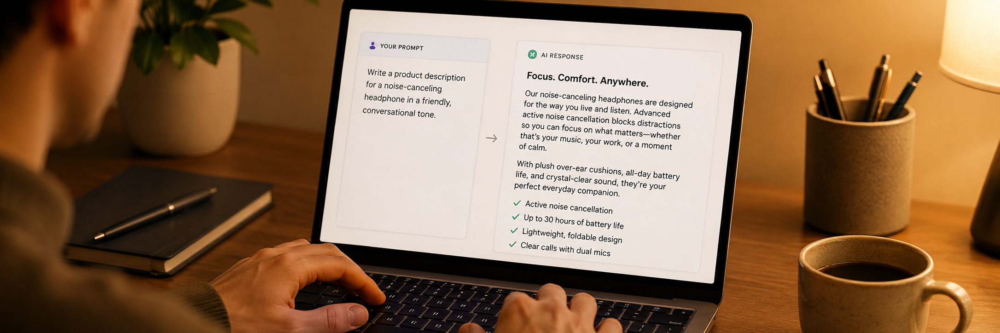 YOUR PROMPT
Write a product description
for a noise-canceling
headphone in a friendly,
conversational tone.
→
AI RESPONSE
Focus. Comfort. Anywhere.
Our noise-canceling headphones are designed
for the way you live and listen. Advanced
active noise cancellation blocks distractions
so you can focus on what matters—whether
that's your music, your work, or a moment
of calm.
With plush over-ear cushions, all-day battery
life, and crystal-clear sound, they're your
perfect everyday companion.
✓ Active noise cancellation
✓ Up to 30 hours of battery life
✓ Lightweight, foldable design
✓ Clear calls with dual mics